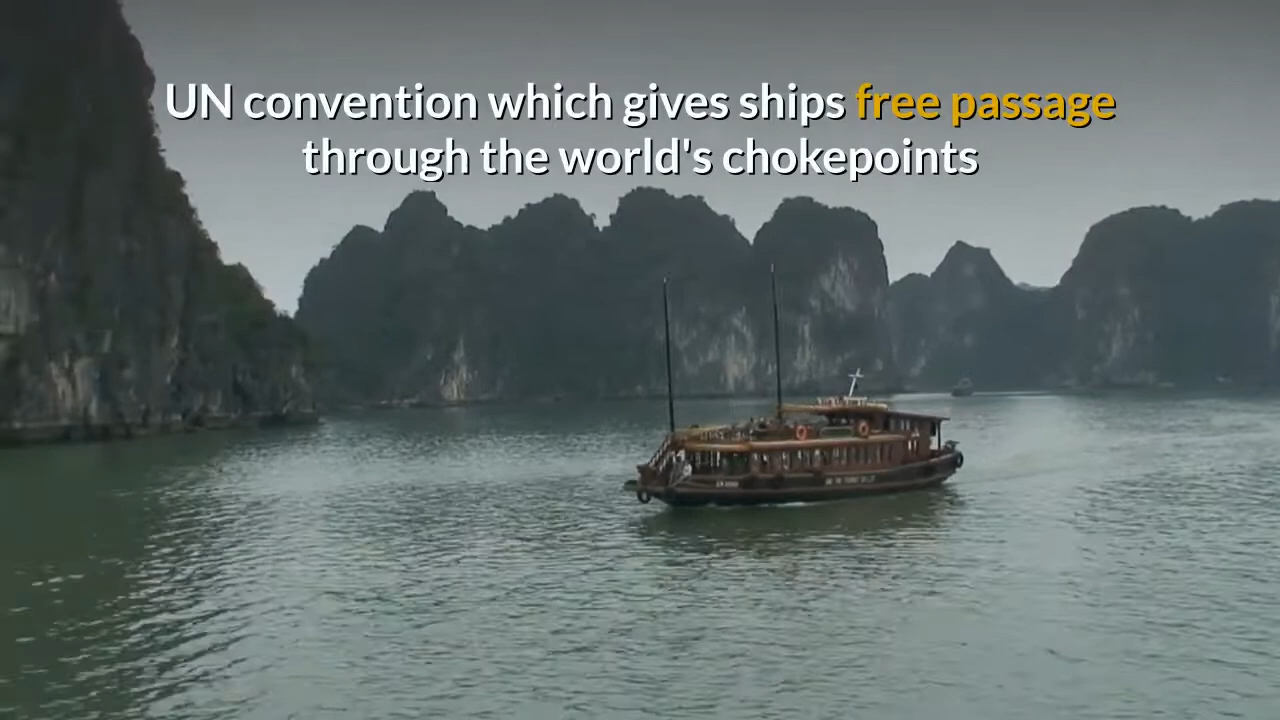 UN convention which gives ships free passage
through the world's chokepoints